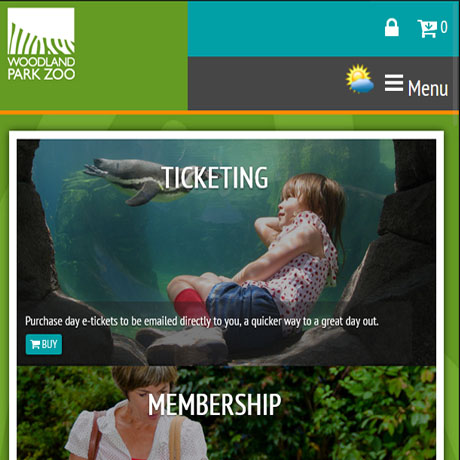 WOODLAND
PARK ZOO
0
Menu
TICKETING
Purchase day e-tickets to be emailed directly to you, a quicker way to a great day out.
BUY
MEMBERSHIP